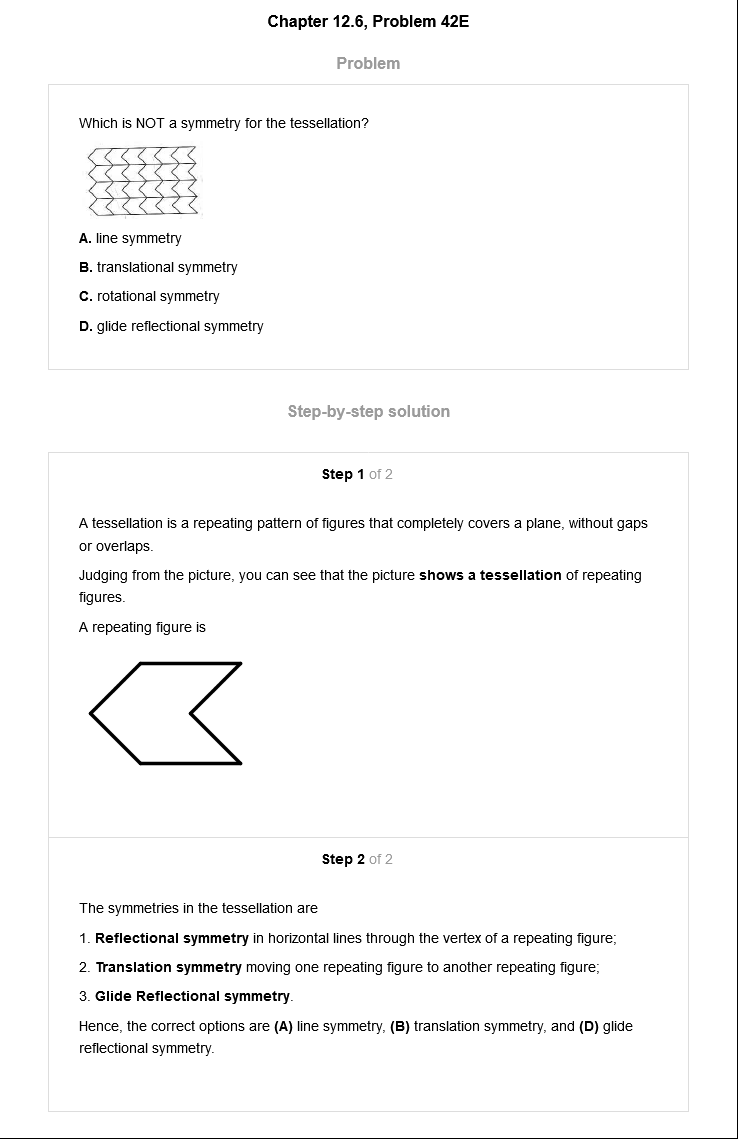 Chapter 12.6, Problem 42E
Problem
Which is NOT a symmetry for the tessellation?
A. line symmetry
B. translational symmetry
C. rotational symmetry
D. glide reflectional symmetry
Step-by-step solution
Step 1 of 2
A tessellation is a repeating pattern of figures that completely covers a plane, without gaps
or overlaps.
Judging from the picture, you can see that the picture shows a tessellation of repeating
figures.
A repeating figure is
Step 2 of 2
The symmetries in the tessellation are
1. Reflectional symmetry in horizontal lines through the vertex of a repeating figure;
2. Translation symmetry moving one repeating figure to another repeating figure;
3. Glide Reflectional symmetry.
Hence, the correct options are (A) line symmetry, (B) translation symmetry, and (D) glide
reflectional symmetry.